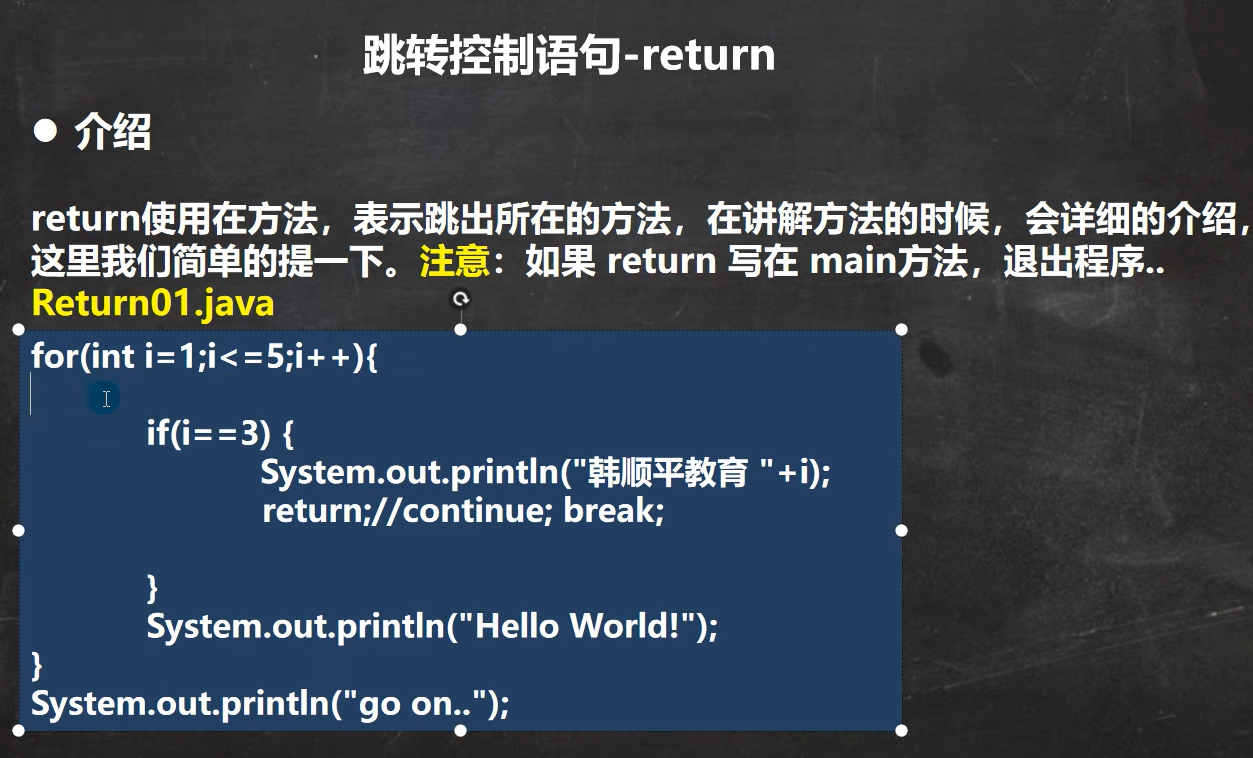 跳转控制语句-return
● 介绍
return使用在方法，表示跳出所在的方法，在讲解方法的时候，会详细的介绍，
这里我们简单的提一下。注意：如果 return 写在 main方法，退出程序..
Return01.java
for(int i=1;i<=5;i++){
if(i==3) {
System.out.println("韩顺平教育 "+i);
return;//continue; break;
}
System.out.println("Hello World!");
}
System.out.println("go on..");